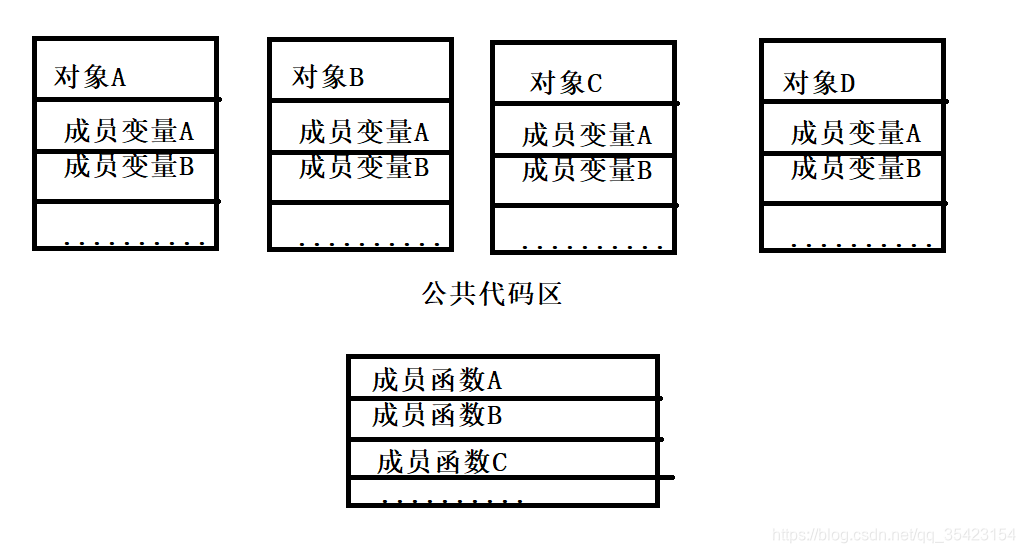 对象A 对象B 对象C 对象D
成员变量A 成员变量A 成员变量A 成员变量A
成员变量B 成员变量B 成员变量B 成员变量B
.......... .......... .......... ..........
公共代码区
成员函数A
成员函数B
成员函数C
..........
https://blog.csdn.net/qq_35423154